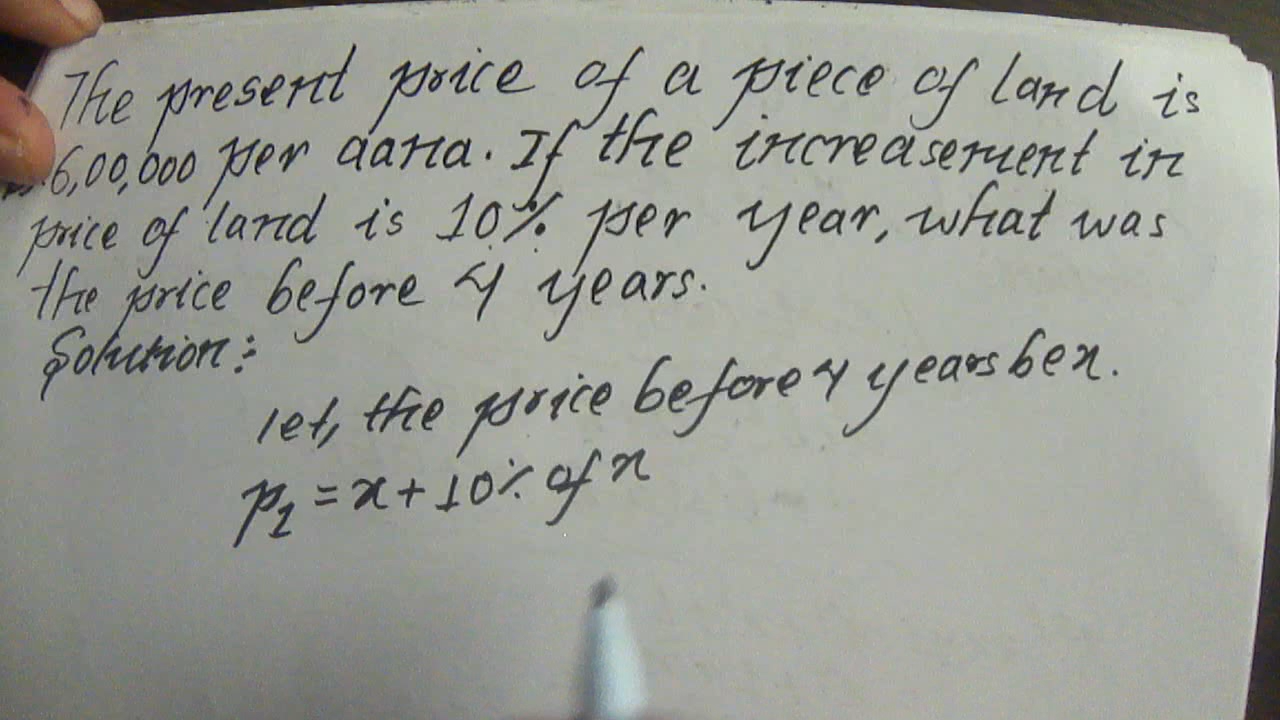 The present price of a piece of land is
6,00,000 per aana. If the increasement in
price of land is 10% per year, what was
the price before 4 years.
Solution:
let, the price before 4 years be x.
p1 = x + 10% of x